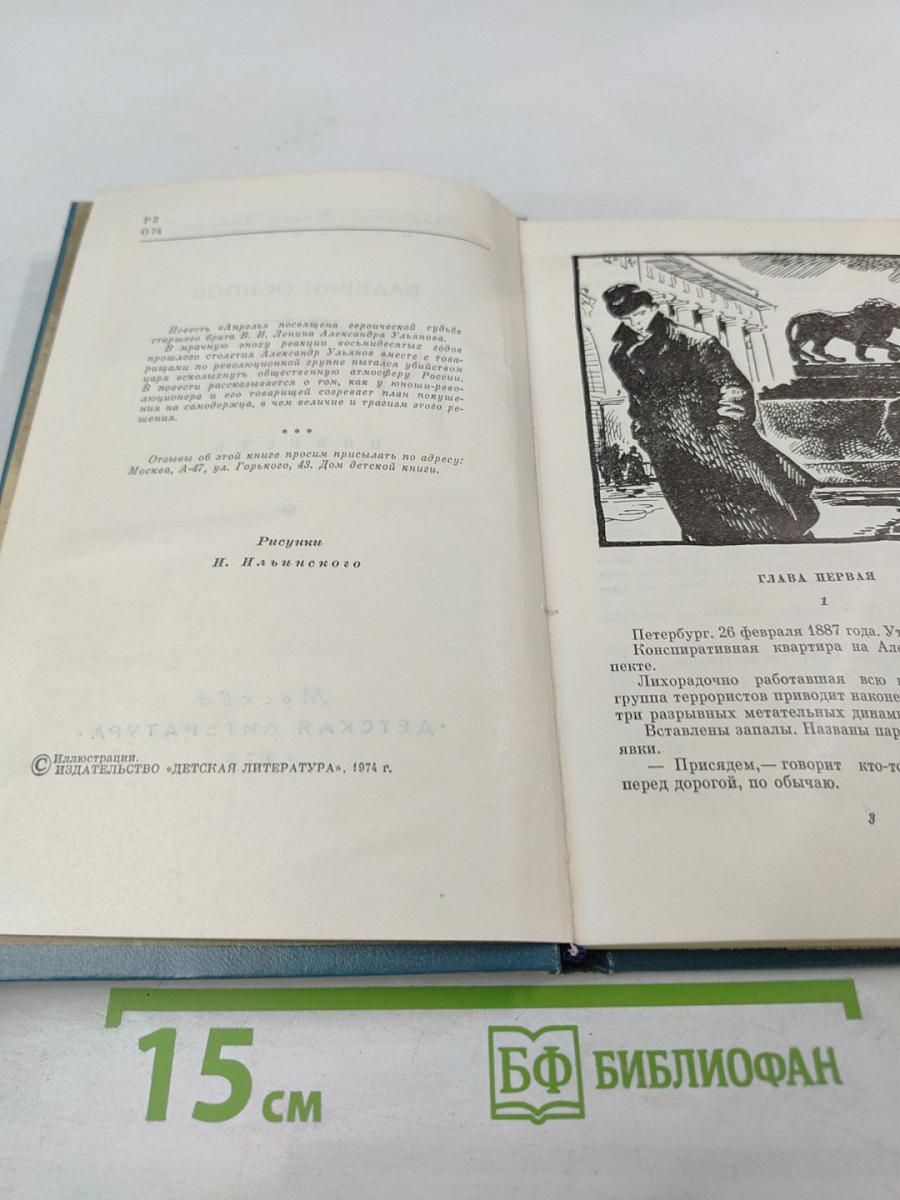 Р 2
О 74
Повесть «Апрель» посвящена героической судьбе
старшего брата В. И. Ленина Александра Ульянова.
В мрачную эпоху реакции восьмидесятых годов
прошлого столетия Александр Ульянов вместе с това-
рищами по революционной группе пытался убийством
царя всколыхнуть общественную атмосферу России.
В повести рассказывается о том, как у юноши-рево-
люционера и его товарищей созревает план покуше-
ния на самодержца, в чем величие и трагизм этого ре-
шения.
* * *
Отзывы об этой книге просим присылать по адресу:
Москва, А-47, ул. Горького, 43. Дом детской книги.
Рисунки
И. Ильинского
© Иллюстрации.
ИЗДАТЕЛЬСТВО «ДЕТСКАЯ ЛИТЕРАТУРА», 1974 г.
ГЛАВА ПЕРВАЯ
1
Петербург. 26 февраля 1887 года. Ут
Конспиративная квартира на Але
пекте.
Лихорадочно работавшая всю
группа террористов приводит наконе
три разрывных метательных динам
Вставлены запалы. Названы пар
явки.
— Присядем,— говорит кто-то
перед дорогой, по обычаю.
3
15 см
БФ БИБЛИОФАН